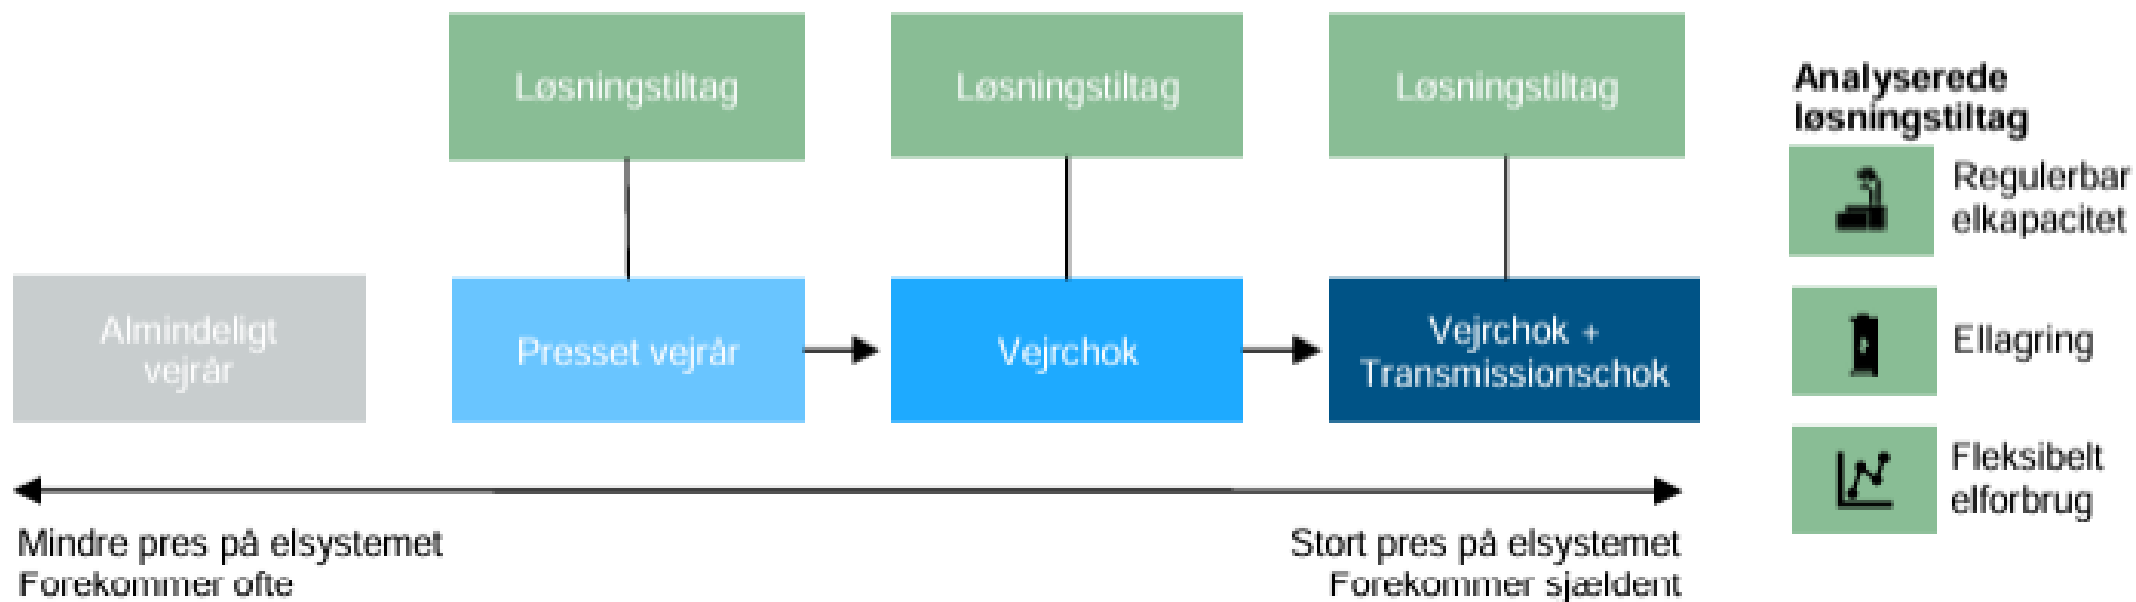 Løsningstiltag
Løsningstiltag
Løsningstiltag
Almindeligt
vejrår
Presset vejrår
Vejrchok
Vejrchok +
Transmissionschok
Mindre pres på elsystemet
Forekommer ofte
Stort pres på elsystemet
Forekommer sjældent
Analyserede
løsningstiltag
Regulerbar
elkapacitet
Ellagring
Fleksibelt
elforbrug